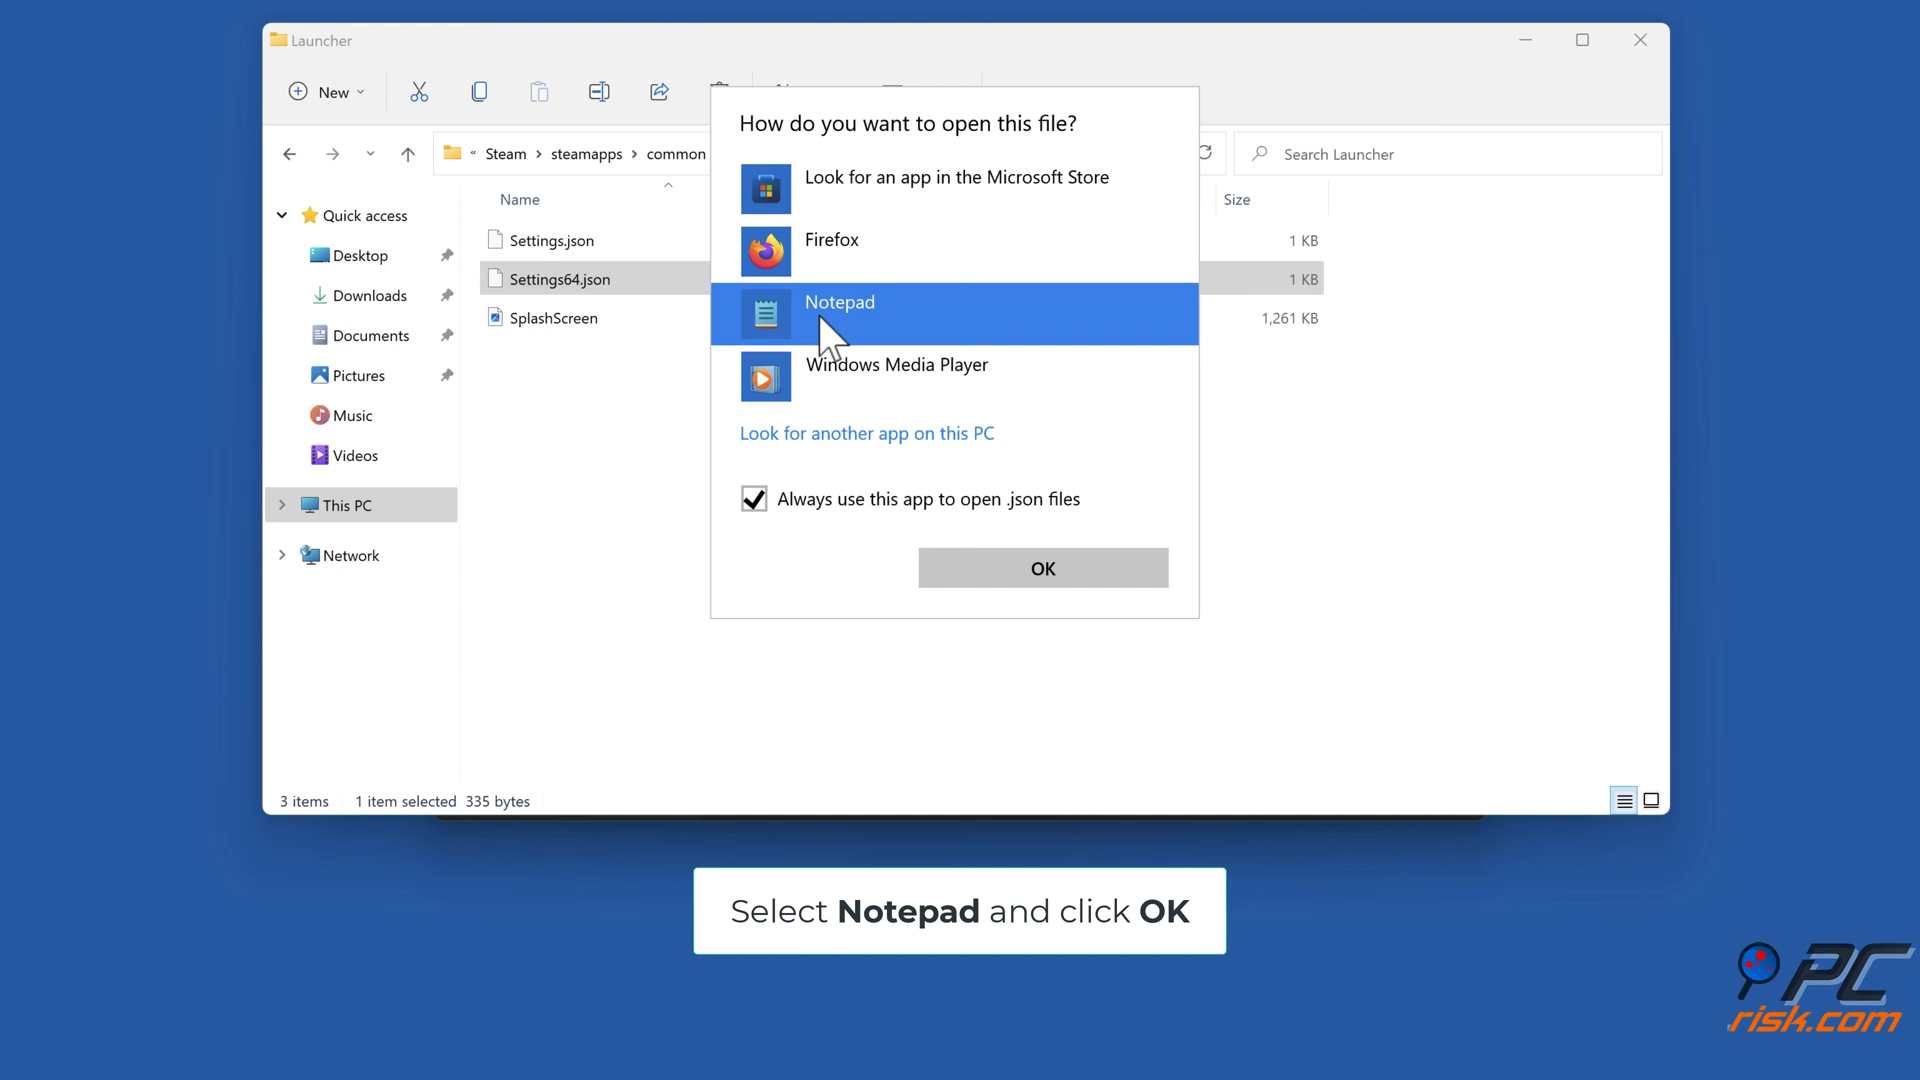 Launcher
New
« Steam > steamapps > common
Search Launcher
Name
Size
Quick access
Desktop
Downloads
Documents
Pictures
Music
Videos
This PC
Network
Settings.json
1 KB
Settings64.json
1 KB
SplashScreen
1,261 KB
How do you want to open this file?
Look for an app in the Microsoft Store
Firefox
Notepad
Windows Media Player
Look for another app on this PC
Always use this app to open .json files
OK
3 items
1 item selected 335 bytes
Select Notepad and click OK
PC
risk.com